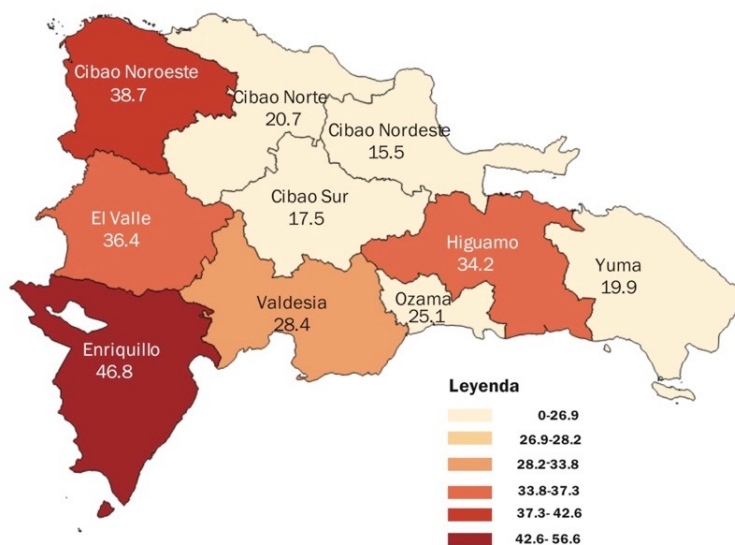 Cibao Noroeste
38.7
Cibao Norte
20.7
Cibao Nordeste
15.5
Cibao Sur
17.5
El Valle
36.4
Higuamo
34.2
Yuma
19.9
Ozama
25.1
Valdesia
28.4
Enriquillo
46.8
Leyenda
0-26.9
26.9-28.2
28.2-33.8
33.8-37.3
37.3- 42.6
42.6- 56.6